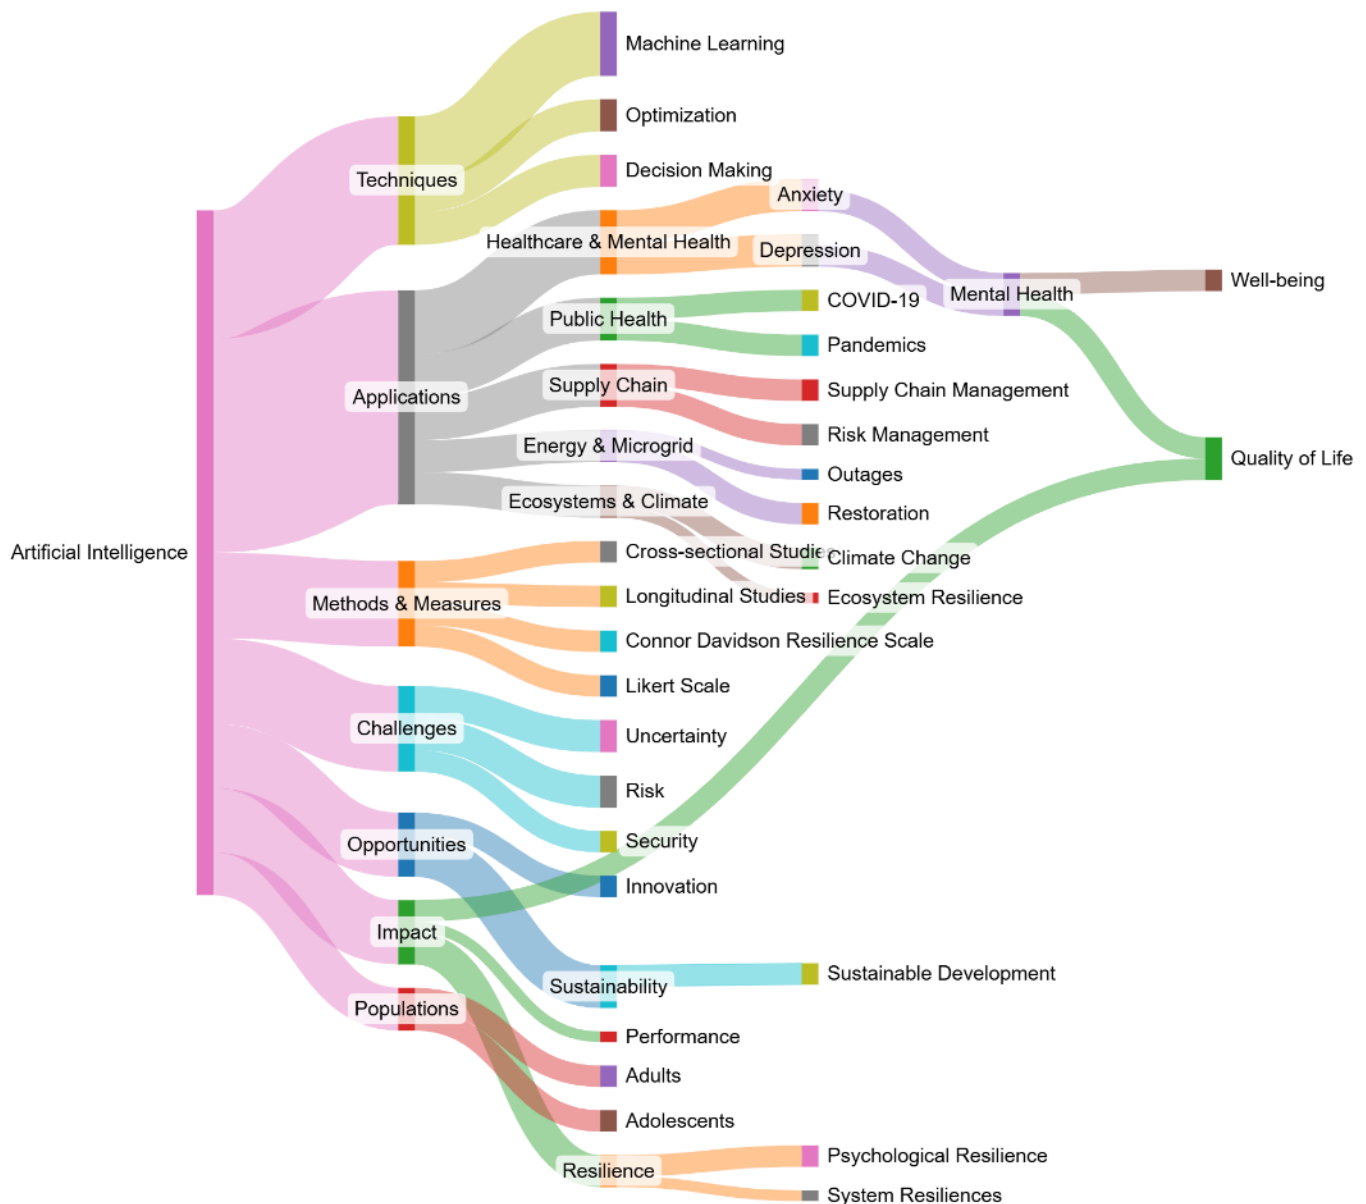 Machine Learning
Optimization
Decision Making
Techniques
Anxiety
Healthcare & Mental Health
Depression
Well-being
Mental Health
COVID-19
Public Health
Pandemics
Supply Chain
Supply Chain Management
Applications
Risk Management
Energy & Microgrid
Quality of Life
Outages
Ecosystems & Climate
Restoration
Artificial Intelligence
Cross-sectional Studies
Climate Change
Longitudinal Studies
Ecosystem Resilience
Methods & Measures
Connor Davidson Resilience Scale
Likert Scale
Challenges
Uncertainty
Risk
Security
Opportunities
Innovation
Impact
Sustainable Development
Sustainability
Populations
Performance
Adults
Adolescents
Psychological Resilience
Resilience
System Resiliences